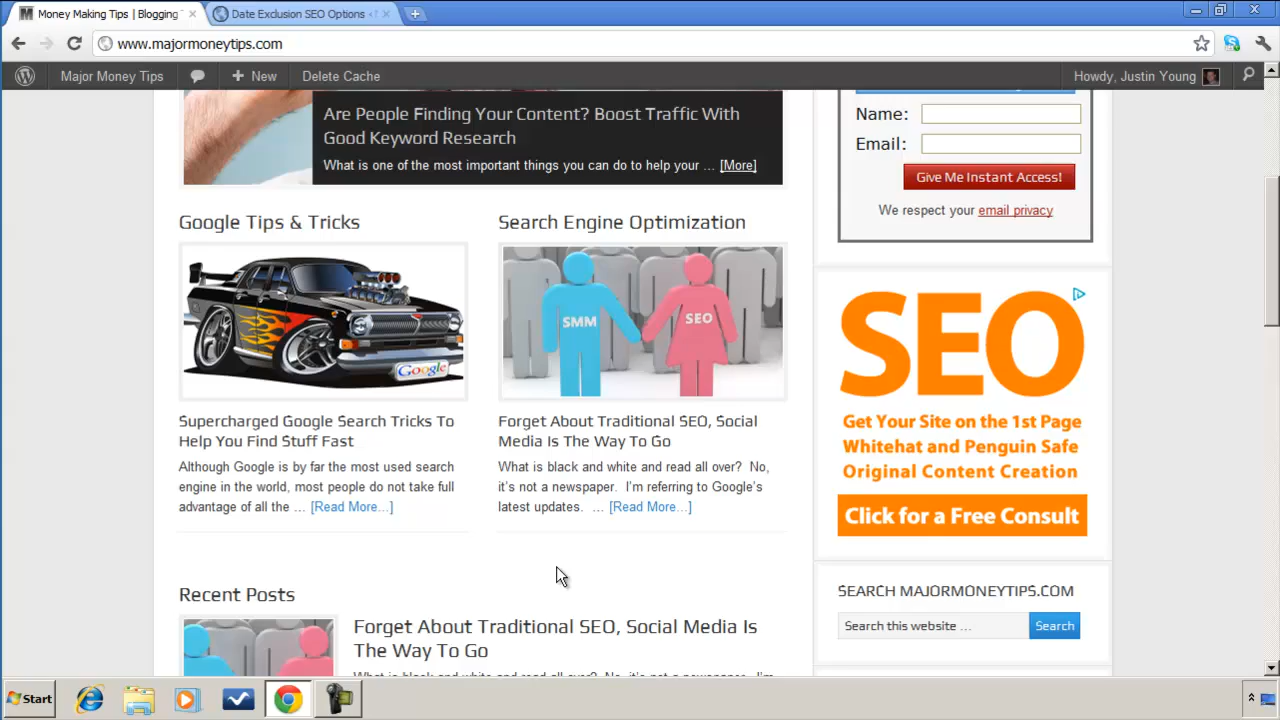 Money Making Tips | Blogging
Date Exclusion SEO Options
www.majormoneytips.com
Major Money Tips
New
Delete Cache
Howdy, Justin Young
Are People Finding Your Content? Boost Traffic With
Good Keyword Research
What is one of the most important things you can do to help your ... [More]
Name:
Email:
Give Me Instant Access!
We respect your email privacy
Google Tips & Tricks
Google
Supercharged Google Search Tricks To
Help You Find Stuff Fast
Although Google is by far the most used search
engine in the world, most people do not take full
advantage of all the ... [Read More...]
Search Engine Optimization
SMM
SEO
Forget About Traditional SEO, Social
Media Is The Way To Go
What is black and white and read all over?  No,
it's not a newspaper.  I'm referring to Google's
latest updates.  ... [Read More...]
SEO
Get Your Site on the 1st Page
Whitehat and Penguin Safe
Original Content Creation
Click for a Free Consult
SEARCH MAJORMONEYTIPS.COM
Search this website ...
Search
Recent Posts
Forget About Traditional SEO, Social Media Is
The Way To Go
Start